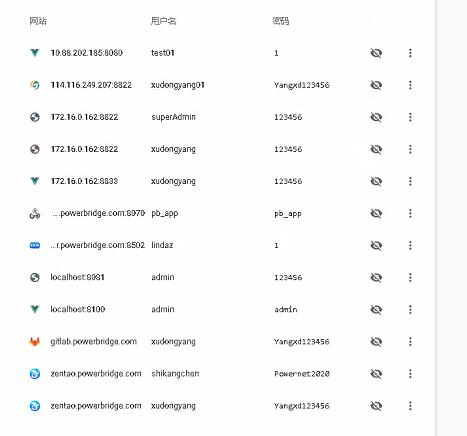 网站 用户名 密码
10.88.202.185:8080 test01 1
114.116.249.207:8822 xudongyang01 Yangxd123456
172.16.0.162:8822 superAdmin 123456
172.16.0.162:8822 xudongyang 123456
172.16.0.162:8833 xudongyang 123456
...powerbridge.com:8070 pb_app pb_app
...r.powerbridge.com:8502 lindaz 1
localhost:8081 admin 123456
localhost:8100 admin admin
gitlab.powerbridge.com xudongyang Yangxd123456
zentao.powerbridge.com shikangchen Powernet2020
zentao.powerbridge.com xudongyang Yangxd123456